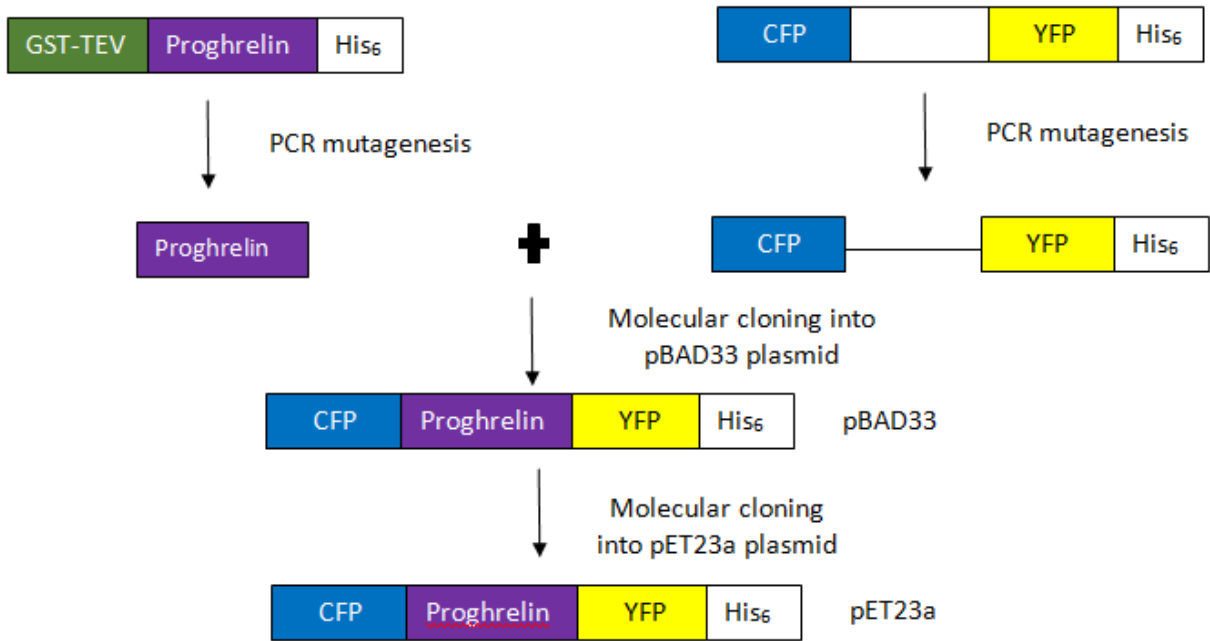 GST-TEV Proghrelin His₆
CFP YFP His₆
PCR mutagenesis
PCR mutagenesis
Proghrelin
CFP YFP His₆
Molecular cloning into
pBAD33 plasmid
CFP Proghrelin YFP His₆ pBAD33
Molecular cloning
into pET23a plasmid
CFP Proghrelin YFP His₆ pET23a